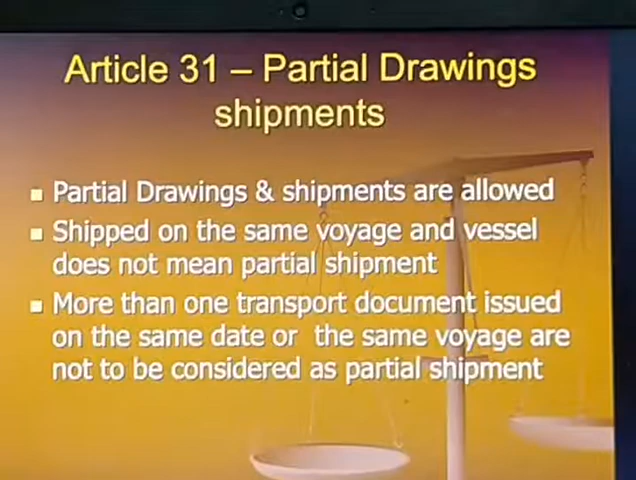 Article 31 – Partial Drawings
shipments
Partial Drawings & shipments are allowed
Shipped on the same voyage and vessel
does not mean partial shipment
More than one transport document issued
on the same date or the same voyage are
not to be considered as partial shipment